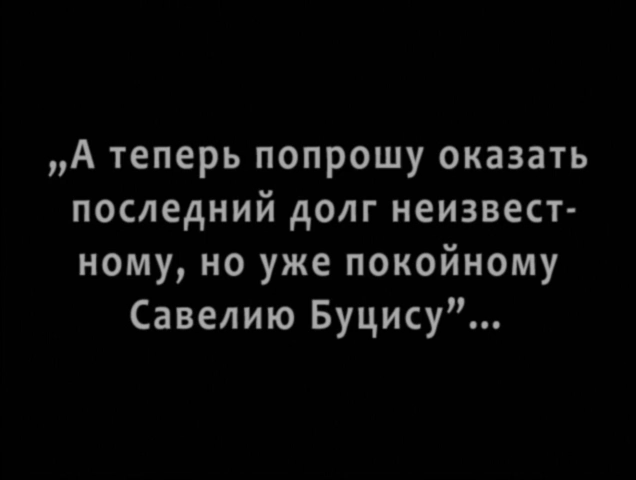 „А теперь попрошу оказать
последний долг неизвест-
ному, но уже покойному
Савелию Буцису”...